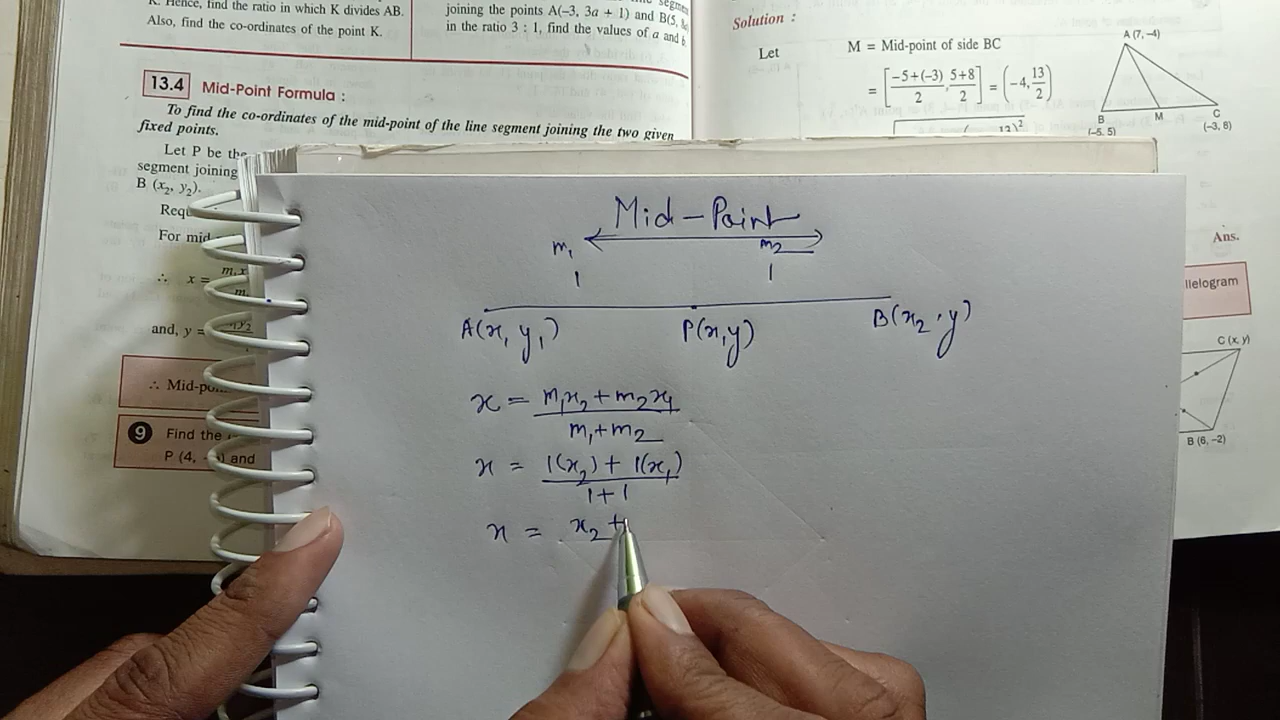 K. Hence, find the ratio in which K divides AB.
Also, find the co-ordinates of the point K.
joining the points A(–3, 3a + 1) and B(5,
in the ratio 3 : 1, find the values of a and
13.4 Mid-Point Formula :
To find the co-ordinates of the mid-point of the line segment joining the two given
fixed points.
Let P be the
segment joining
B (x₂, y₂).
For mid
∴ x =
and, y =
∴ Mid-po
9 Find the
P (4, and
Solution :
Let M = Mid-point of side BC
= [(–5+(–3))/2, (5+8)/2] = (–4, 13/2)
A (7, –4)
B M C
(–5, 5) (–3, 8)
Ans.
llelogram
C (x, y)
B (6, –2)
Mid-Point
m₁ m₂
1 1
A(x, y₁) P(x,y) B(x₂, y)
x = (m₁x₂ + m₂x₁)/(m₁ + m₂)
x = (1(x₂) + 1(x₁))/(1 + 1)
x = x₂ +